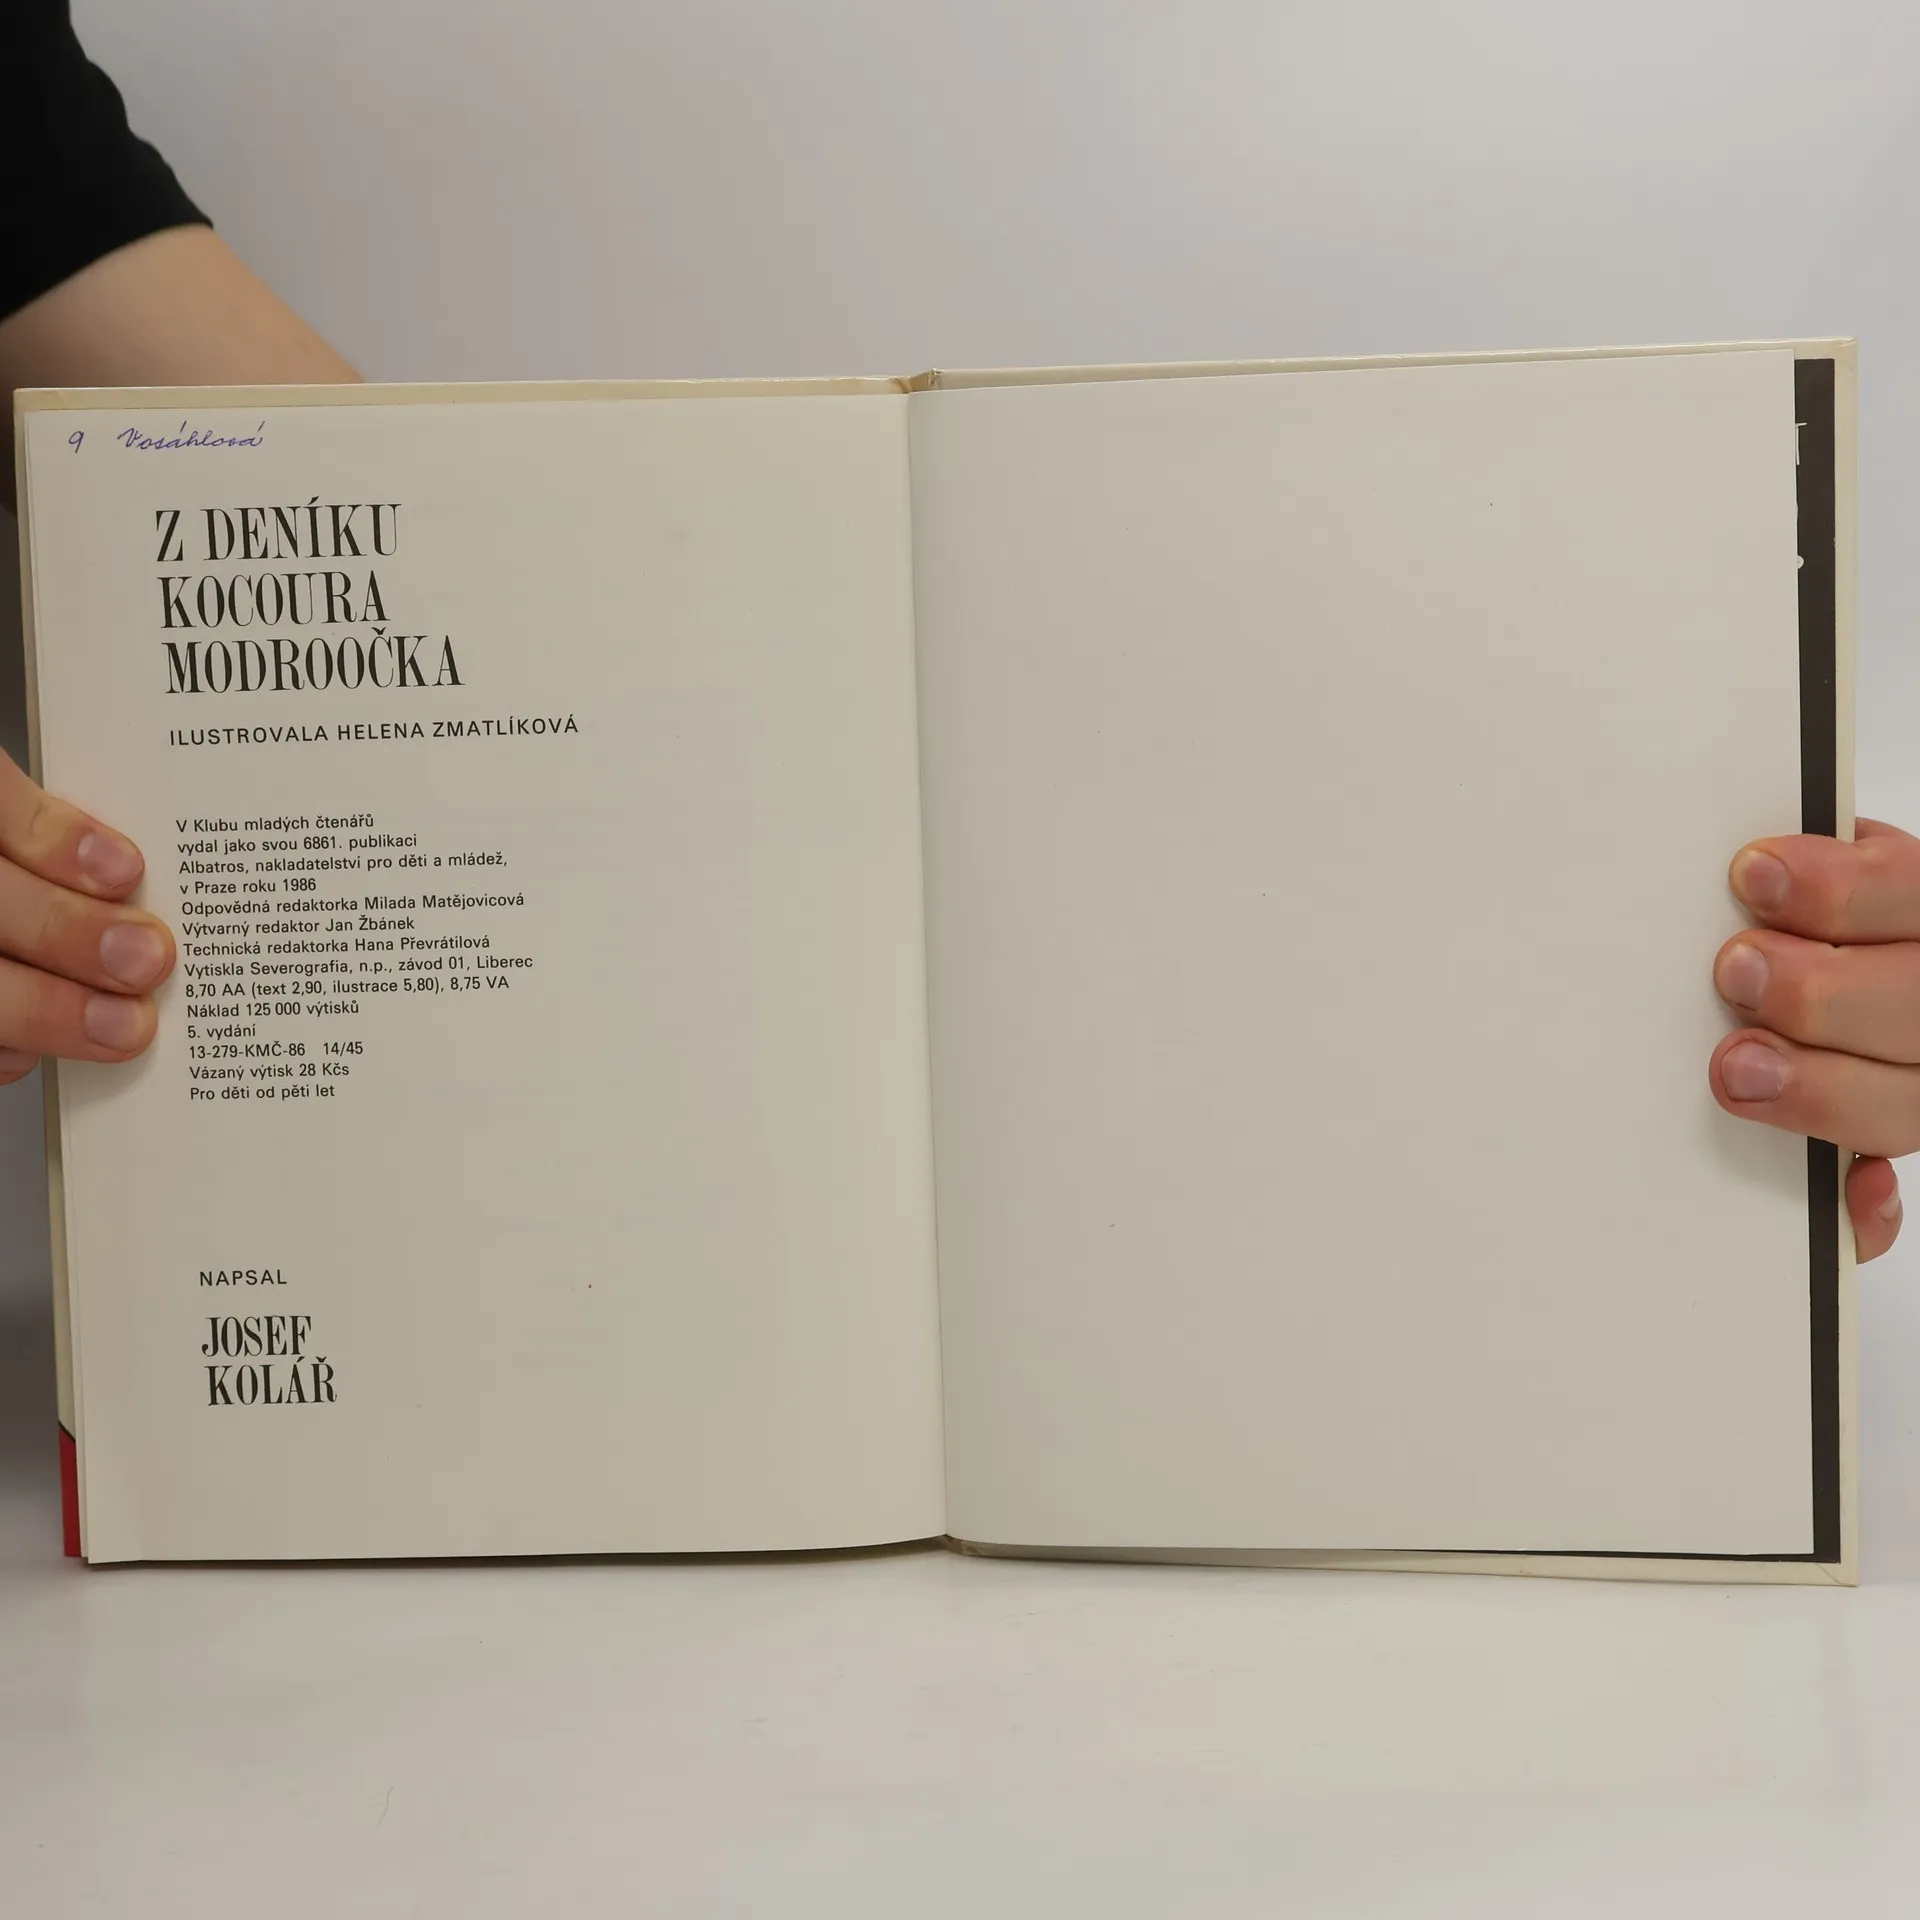 9 Vosáhlová
Z DENÍKU
KOCOURA
MODROOČKA
ILUSTROVALA HELENA ZMATLÍKOVÁ
V Klubu mladých čtenářů
vydal jako svou 6861. publikaci
Albatros, nakladatelství pro děti a mládež,
v Praze roku 1986
Odpovědná redaktorka Milada Matějovicová
Výtvarný redaktor Jan Žbánek
Technická redaktorka Hana Převrátilová
Vytiskla Severografia, n.p., závod 01, Liberec
8,70 AA (text 2,90, ilustrace 5,80), 8,75 VA
Náklad 125 000 výtisků
5. vydání
13-279-KMČ-86 14/45
Vázaný výtisk 28 Kčs
Pro děti od pěti let
NAPSAL
JOSEF
KOLÁŘ